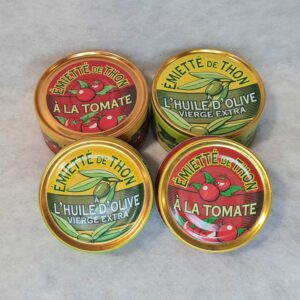 ÉMIETTÉ DE THON
À LA TOMATE
ÉMIETTÉ DE THON
À
L'HUILE D'OLIVE
VIERGE EXTRA
ÉMIETTÉ DE THON
À
L'HUILE D'OLIVE
VIERGE EXTRA
ÉMIETTÉ DE THON
À LA TOMATE